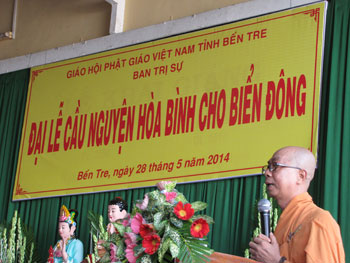 GIÁO HỘI PHẬT GIÁO VIỆT NAM TỈNH BẾN TRE
BAN TRỊ SỰ
ĐẠI LỄ CẦU NGUYỆN HÒA BÌNH CHO BIỂN ĐÔNG
Bến Tre, ngày 28 tháng 5 năm 2014